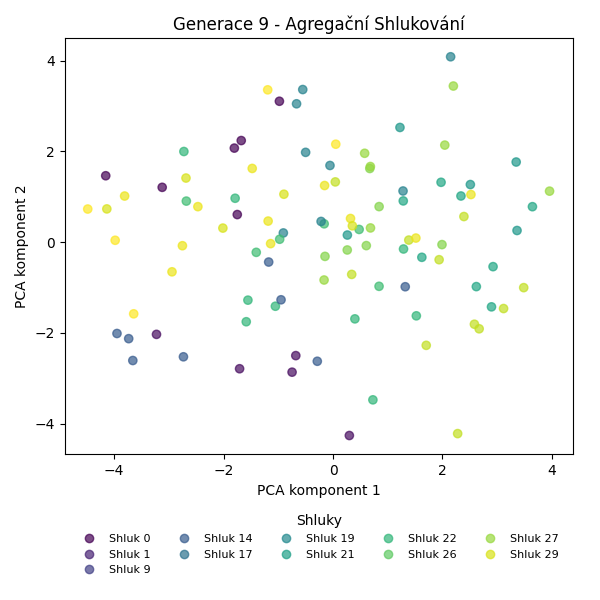 Generace 9 - Agregační Shlukování
PCA komponent 2
4
2
0
−2
−4
−4 −2 0 2 4
PCA komponent 1
Shluky
Shluk 0 Shluk 14 Shluk 19 Shluk 22 Shluk 27
Shluk 1 Shluk 17 Shluk 21 Shluk 26 Shluk 29
Shluk 9